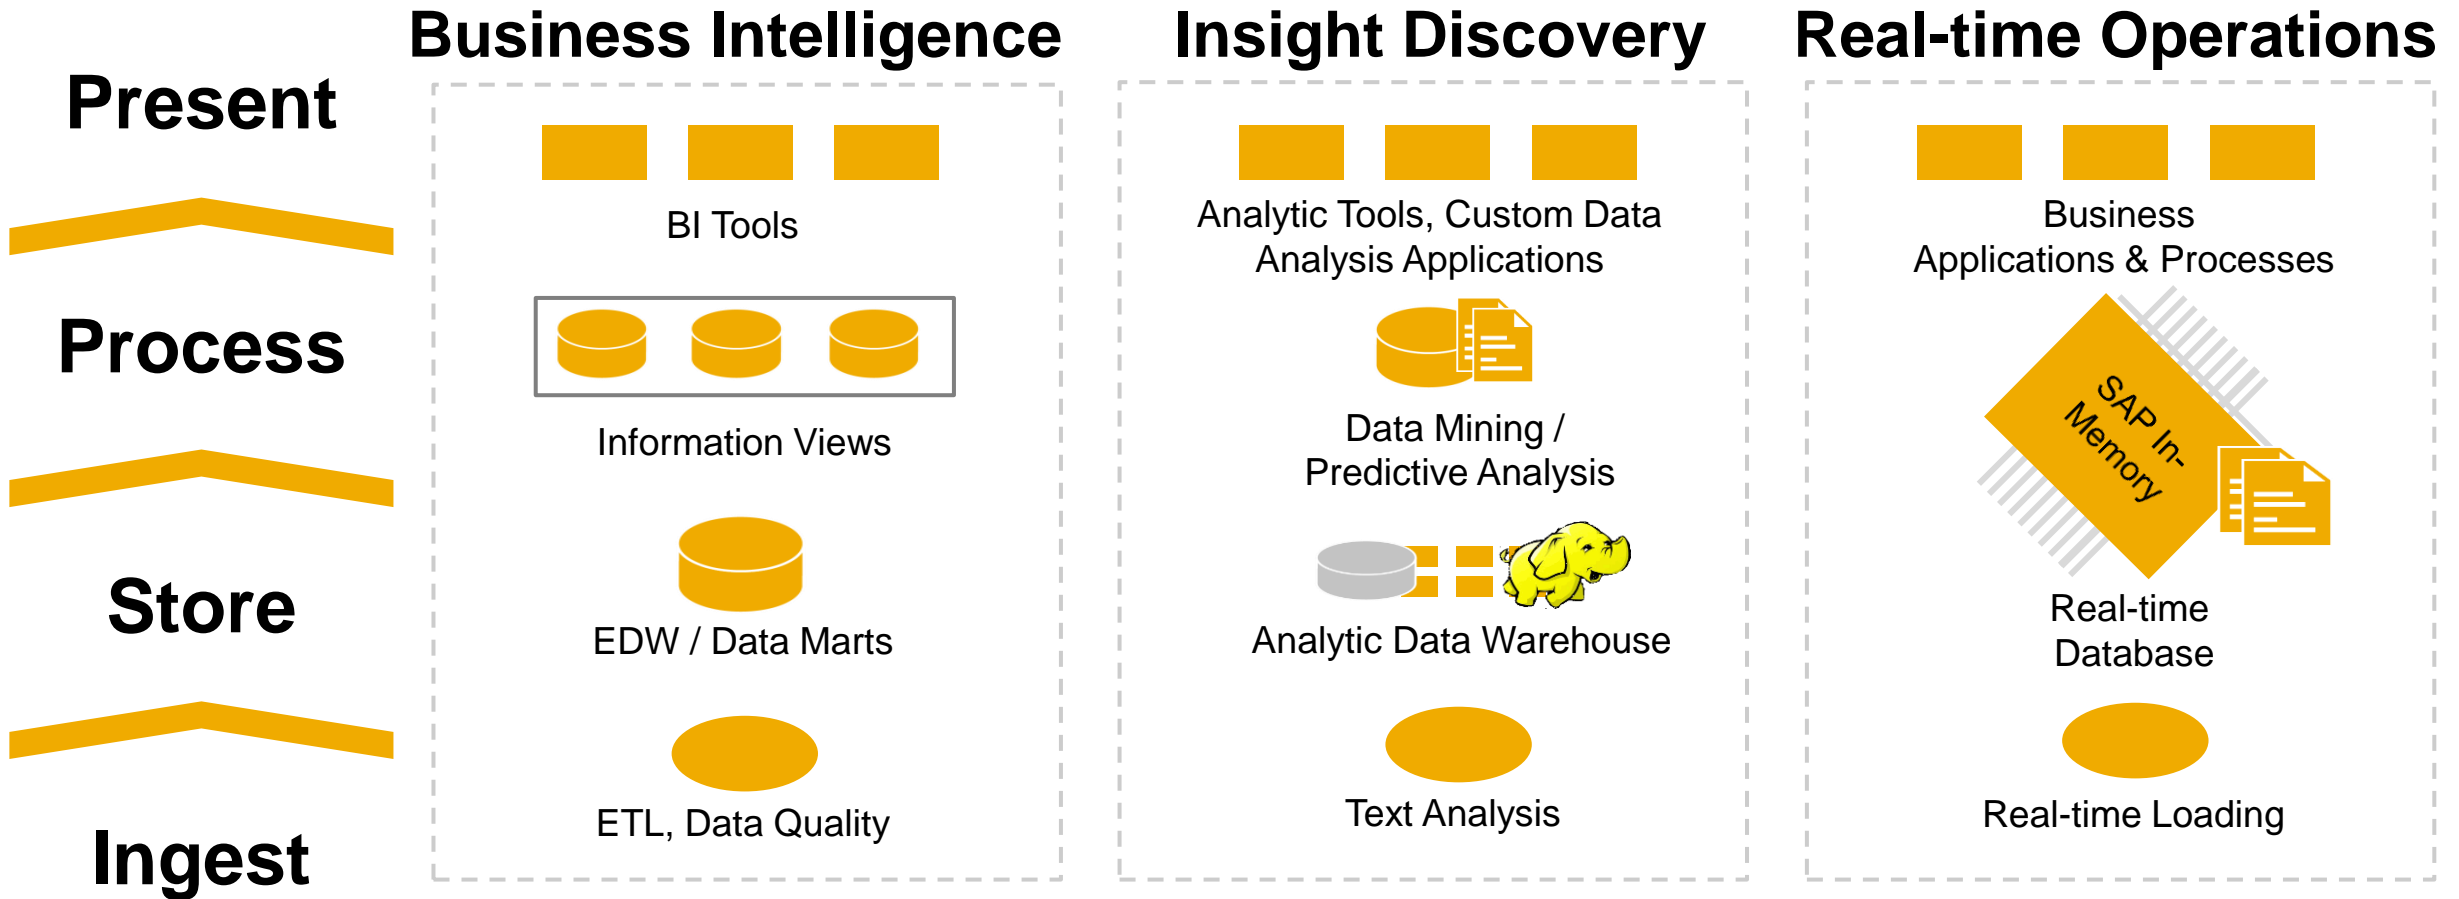 Business Intelligence
Insight Discovery
Real-time Operations
Present
Process
Store
Ingest
BI Tools
Information Views
EDW / Data Marts
ETL, Data Quality
Analytic Tools, Custom Data
Analysis Applications
Data Mining /
Predictive Analysis
Analytic Data Warehouse
Text Analysis
Business
Applications & Processes
SAP In-
Memory
Real-time
Database
Real-time Loading